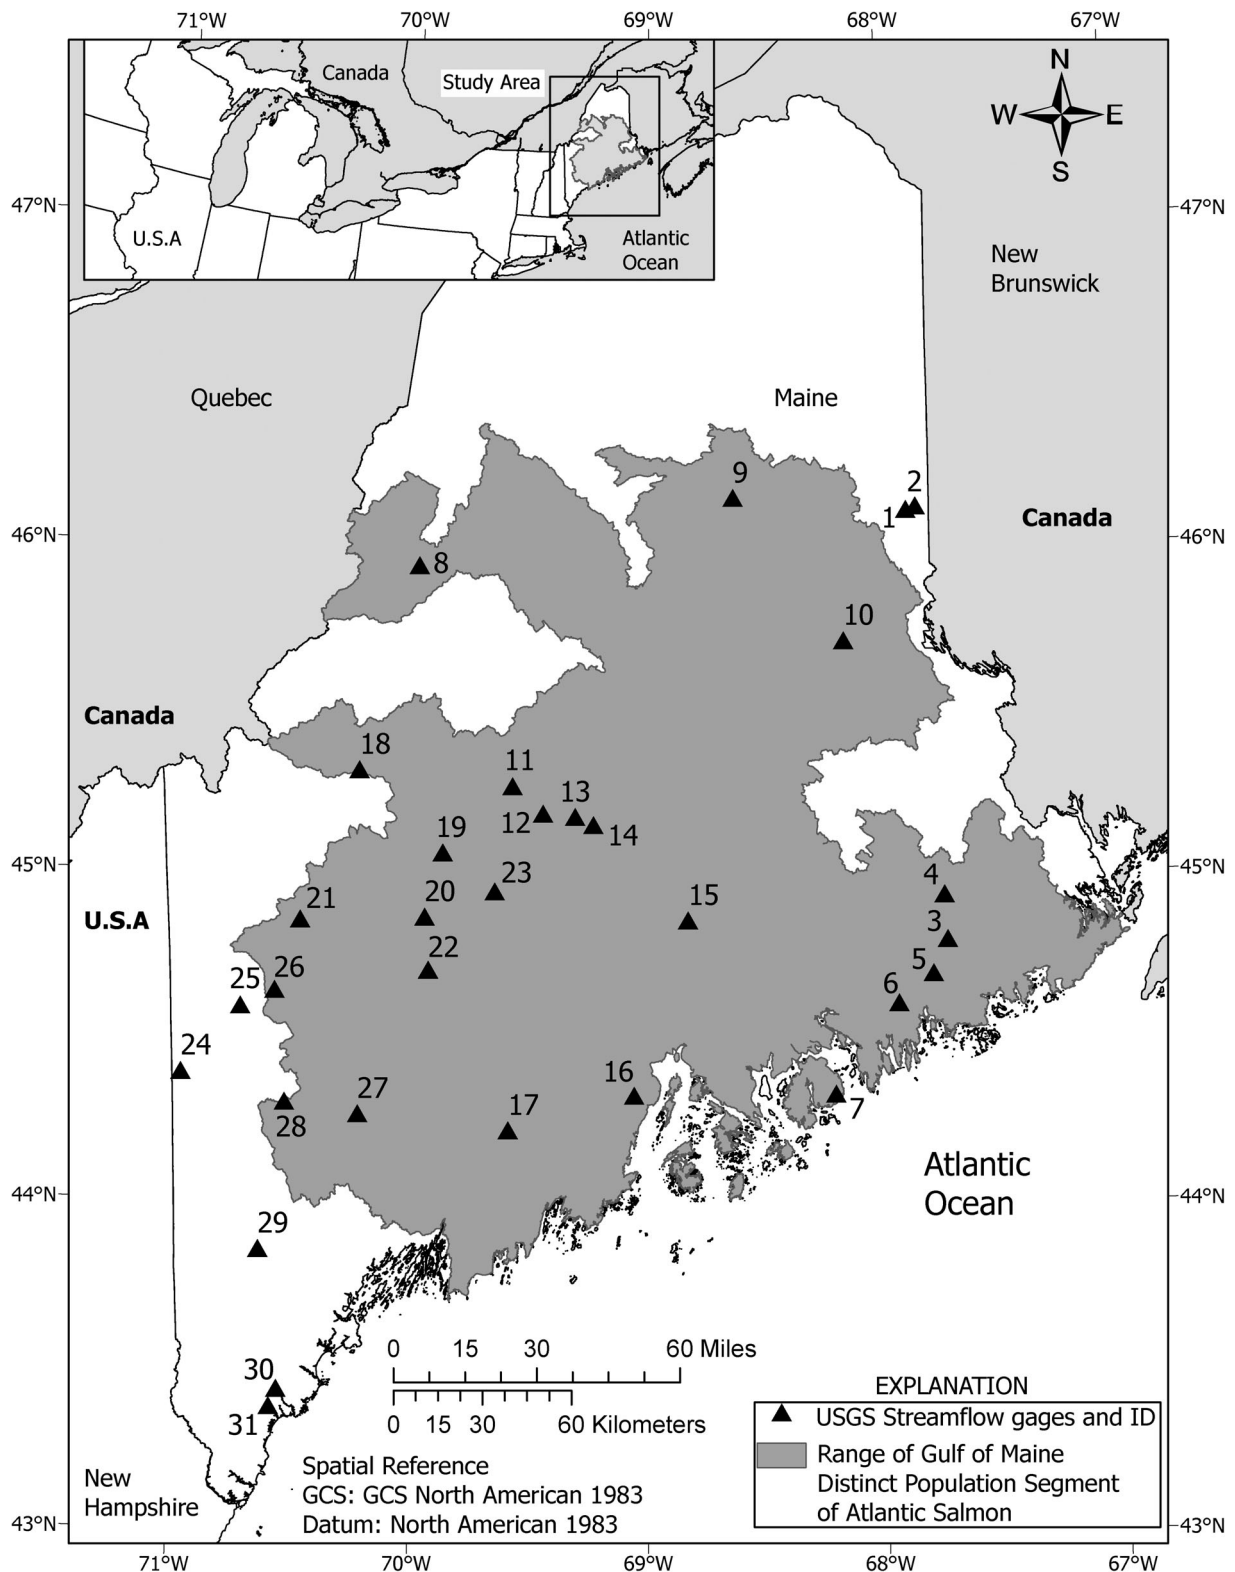 71°W 70°W 69°W 68°W 67°W
Canada
Study Area
U.S.A
Atlantic
Ocean
N
W E
S
47°N 47°N
New
Brunswick
Quebec
Maine
9
2
1
Canada
46°N 46°N
8
10
Canada
18
11
13
12
14
19
45°N 45°N
23
4
21
20
15
U.S.A
3
22
5
25
26
6
24
16
27
17
7
28
Atlantic
Ocean
44°N 44°N
29
0 15 30 60 Miles
30
0 15 30 60 Kilometers
31
EXPLANATION
USGS Streamflow gages and ID
Range of Gulf of Maine
Distinct Population Segment
of Atlantic Salmon
Spatial Reference
GCS: GCS North American 1983
Datum: North American 1983
New
Hampshire
43°N 43°N
71°W 70°W 69°W 68°W 67°W